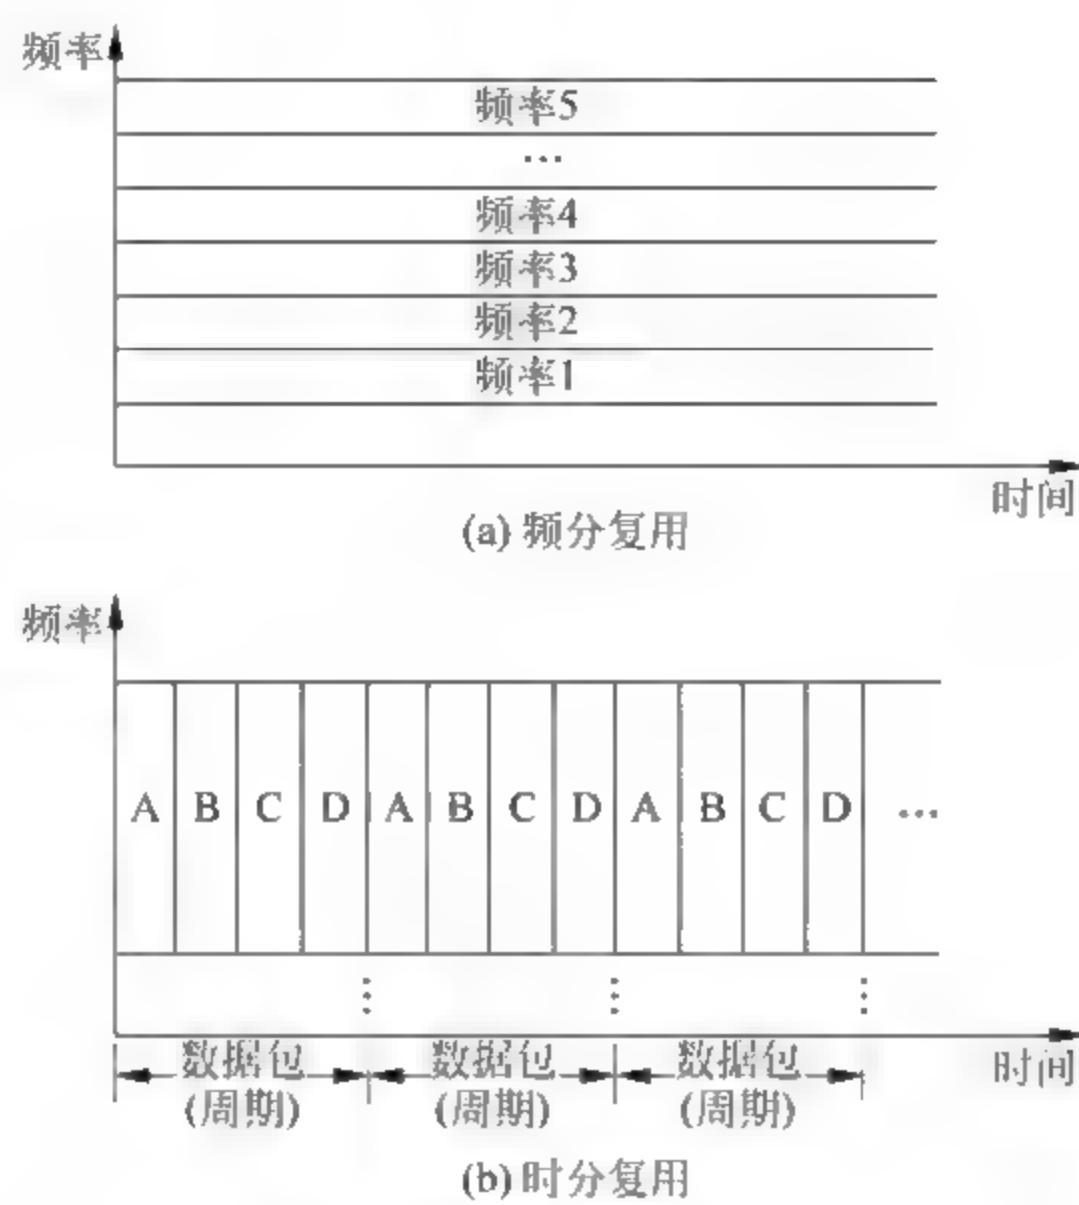 频率
频率5
…
频率4
频率3
频率2
频率1
时间
(a) 频分复用
频率
A B C D A B C D A B C D …
数据包 数据包 数据包 时间
(周期) (周期) (周期)
(b) 时分复用